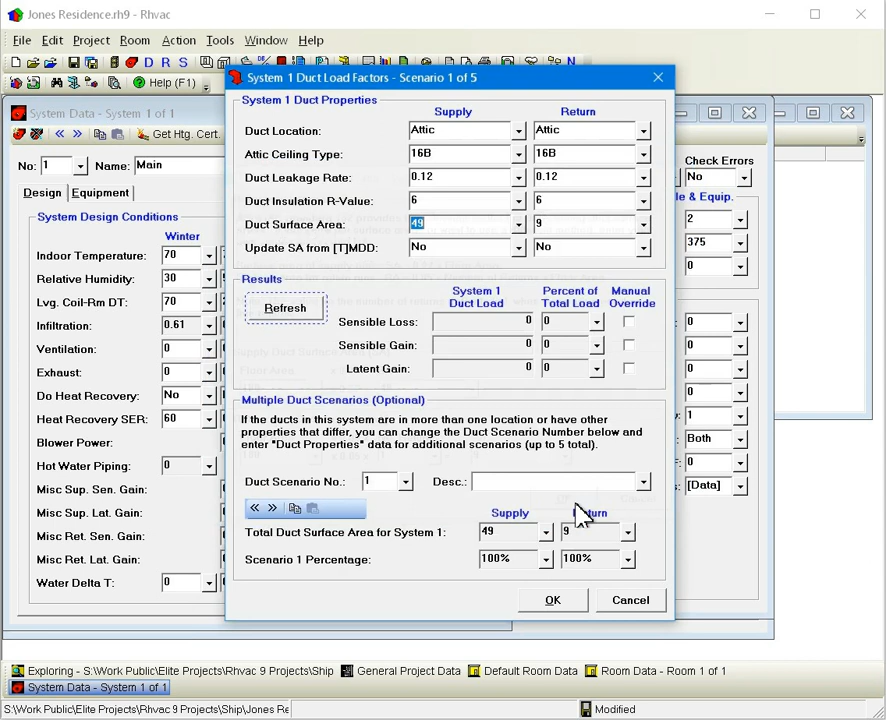 Jones Residence.rh9 - Rhvac
File Edit Project Room Action Tools Window Help
D R S
N
Help (F1)
System Data - System 1 of 1
Get Htg. Cert.
No: 1 Name: Main
Check Errors
No
Design Equipment
le & Equip.
System Design Conditions
Winter
Indoor Temperature: 70
2
Relative Humidity: 30
375
Lvg. Coil-Rm DT: 70
0
Infiltration: 0.61
0
Ventilation: 0
0
Exhaust: 0
0
Do Heat Recovery: No
0
Heat Recovery SER: 60
1
Blower Power:
Both
Hot Water Piping: 0
0
Misc Sup. Sen. Gain:
[Data]
Misc Sup. Lat. Gain:
Misc Ret. Sen. Gain:
Misc Ret. Lat. Gain:
Water Delta T: 0
System 1 Duct Load Factors - Scenario 1 of 5
System 1 Duct Properties
Supply Return
Duct Location: Attic Attic
Attic Ceiling Type: 16B 16B
Duct Leakage Rate: 0.12 0.12
Duct Insulation R-Value: 6 6
Duct Surface Area: 49 9
Update SA from [T]MDD: No No
Results
System 1 Duct Load
Percent of Total Load
Manual Override
Refresh
Sensible Loss: 0 0
Sensible Gain: 0 0
Latent Gain: 0 0
Multiple Duct Scenarios (Optional)
If the ducts in this system are in more than one location or have other
properties that differ, you can change the Duct Scenario Number below and
enter "Duct Properties" data for additional scenarios (up to 5 total).
Duct Scenario No.: 1 Desc.:
Supply Return
Total Duct Surface Area for System 1: 49 9
Scenario 1 Percentage: 100% 100%
OK Cancel
Exploring - S:\Work Public\Elite Projects\Rhvac 9 Projects\Ship General Project Data Default Room Data Room Data - Room 1 of 1
System Data - System 1 of 1
S:\Work Public\Elite Projects\Rhvac 9 Projects\Ship\Jones Re Modified